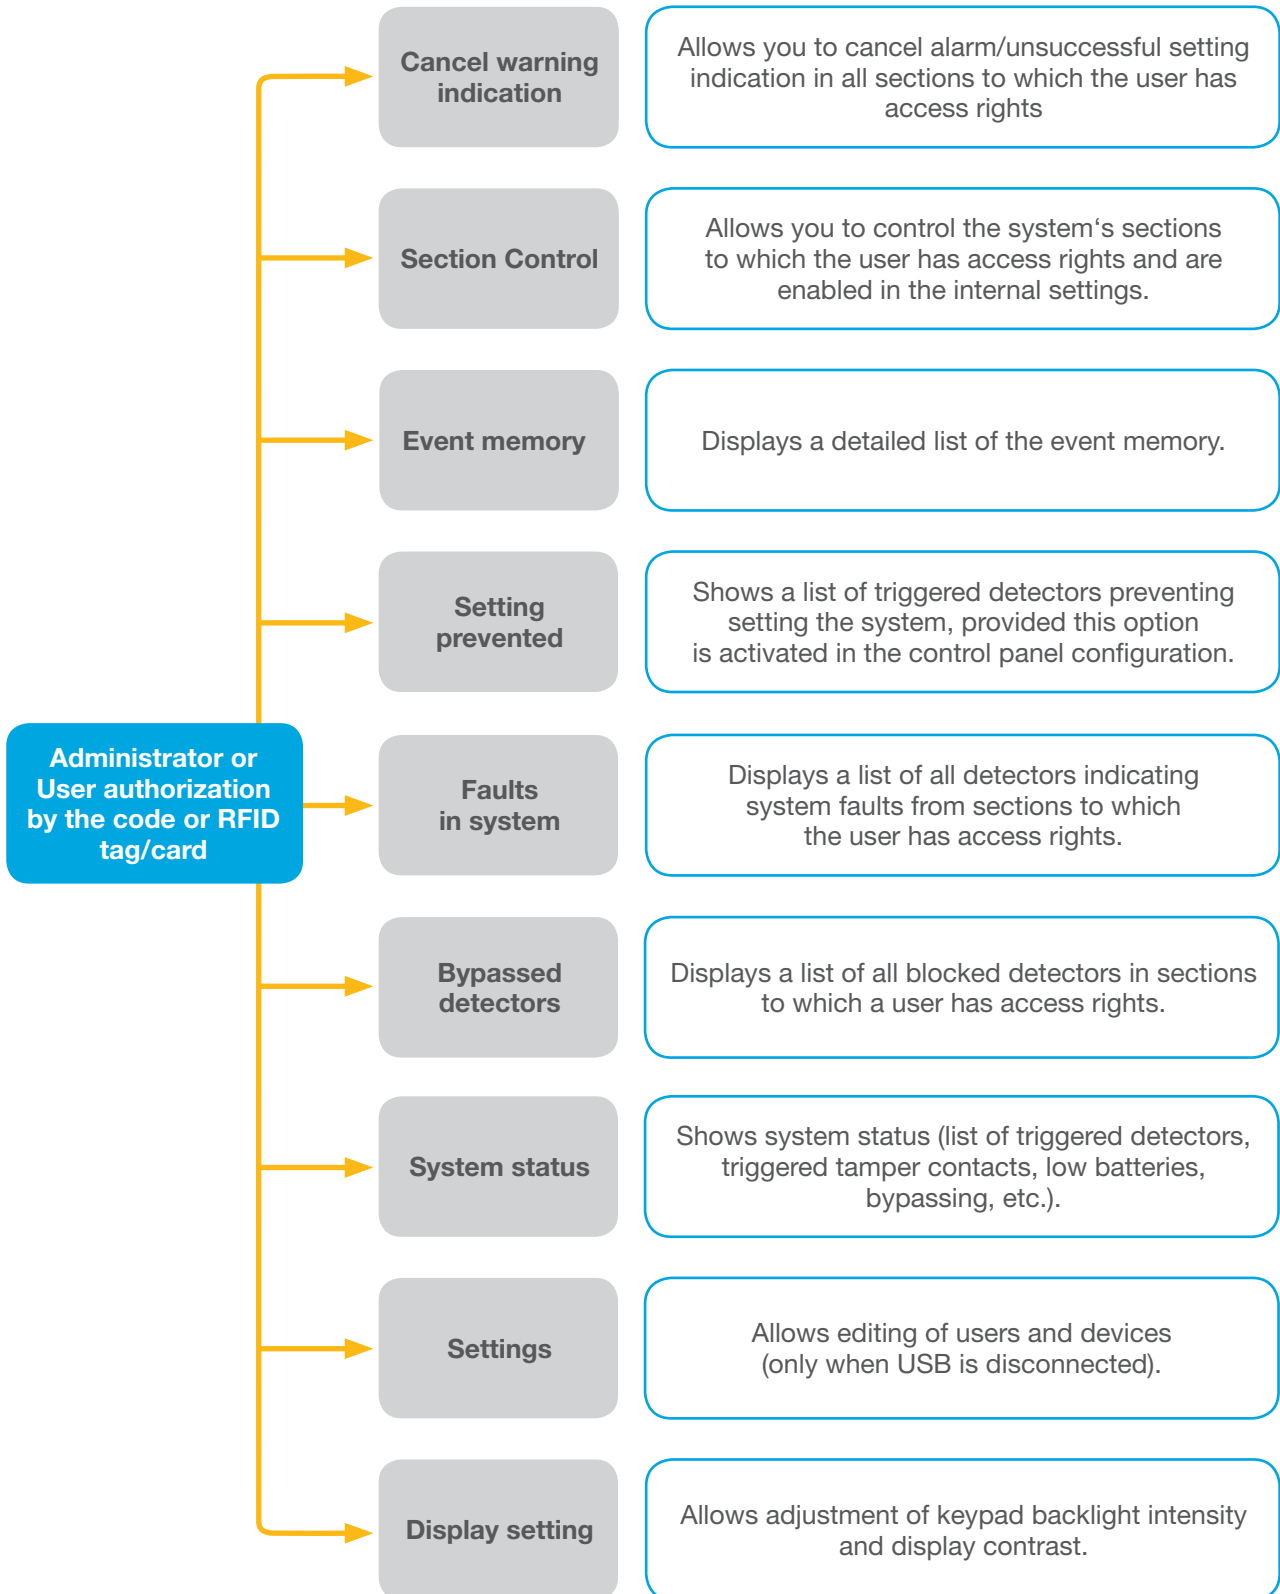 Cancel warning
indication
Allows you to cancel alarm/unsuccessful setting
indication in all sections to which the user has
access rights
Section Control
Allows you to control the system‘s sections
to which the user has access rights and are
enabled in the internal settings.
Event memory
Displays a detailed list of the event memory.
Setting
prevented
Shows a list of triggered detectors preventing
setting the system, provided this option
is activated in the control panel configuration.
Administrator or
User authorization
by the code or RFID
tag/card
Faults
in system
Displays a list of all detectors indicating
system faults from sections to which
the user has access rights.
Bypassed
detectors
Displays a list of all blocked detectors in sections
to which a user has access rights.
System status
Shows system status (list of triggered detectors,
triggered tamper contacts, low batteries,
bypassing, etc.).
Settings
Allows editing of users and devices
(only when USB is disconnected).
Display setting
Allows adjustment of keypad backlight intensity
and display contrast.